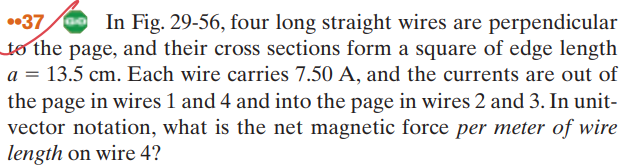 ••37 GO In Fig. 29-56, four long straight wires are perpendicular
to the page, and their cross sections form a square of edge length
a = 13.5 cm. Each wire carries 7.50 A, and the currents are out of
the page in wires 1 and 4 and into the page in wires 2 and 3. In unit-
vector notation, what is the net magnetic force per meter of wire
length on wire 4?